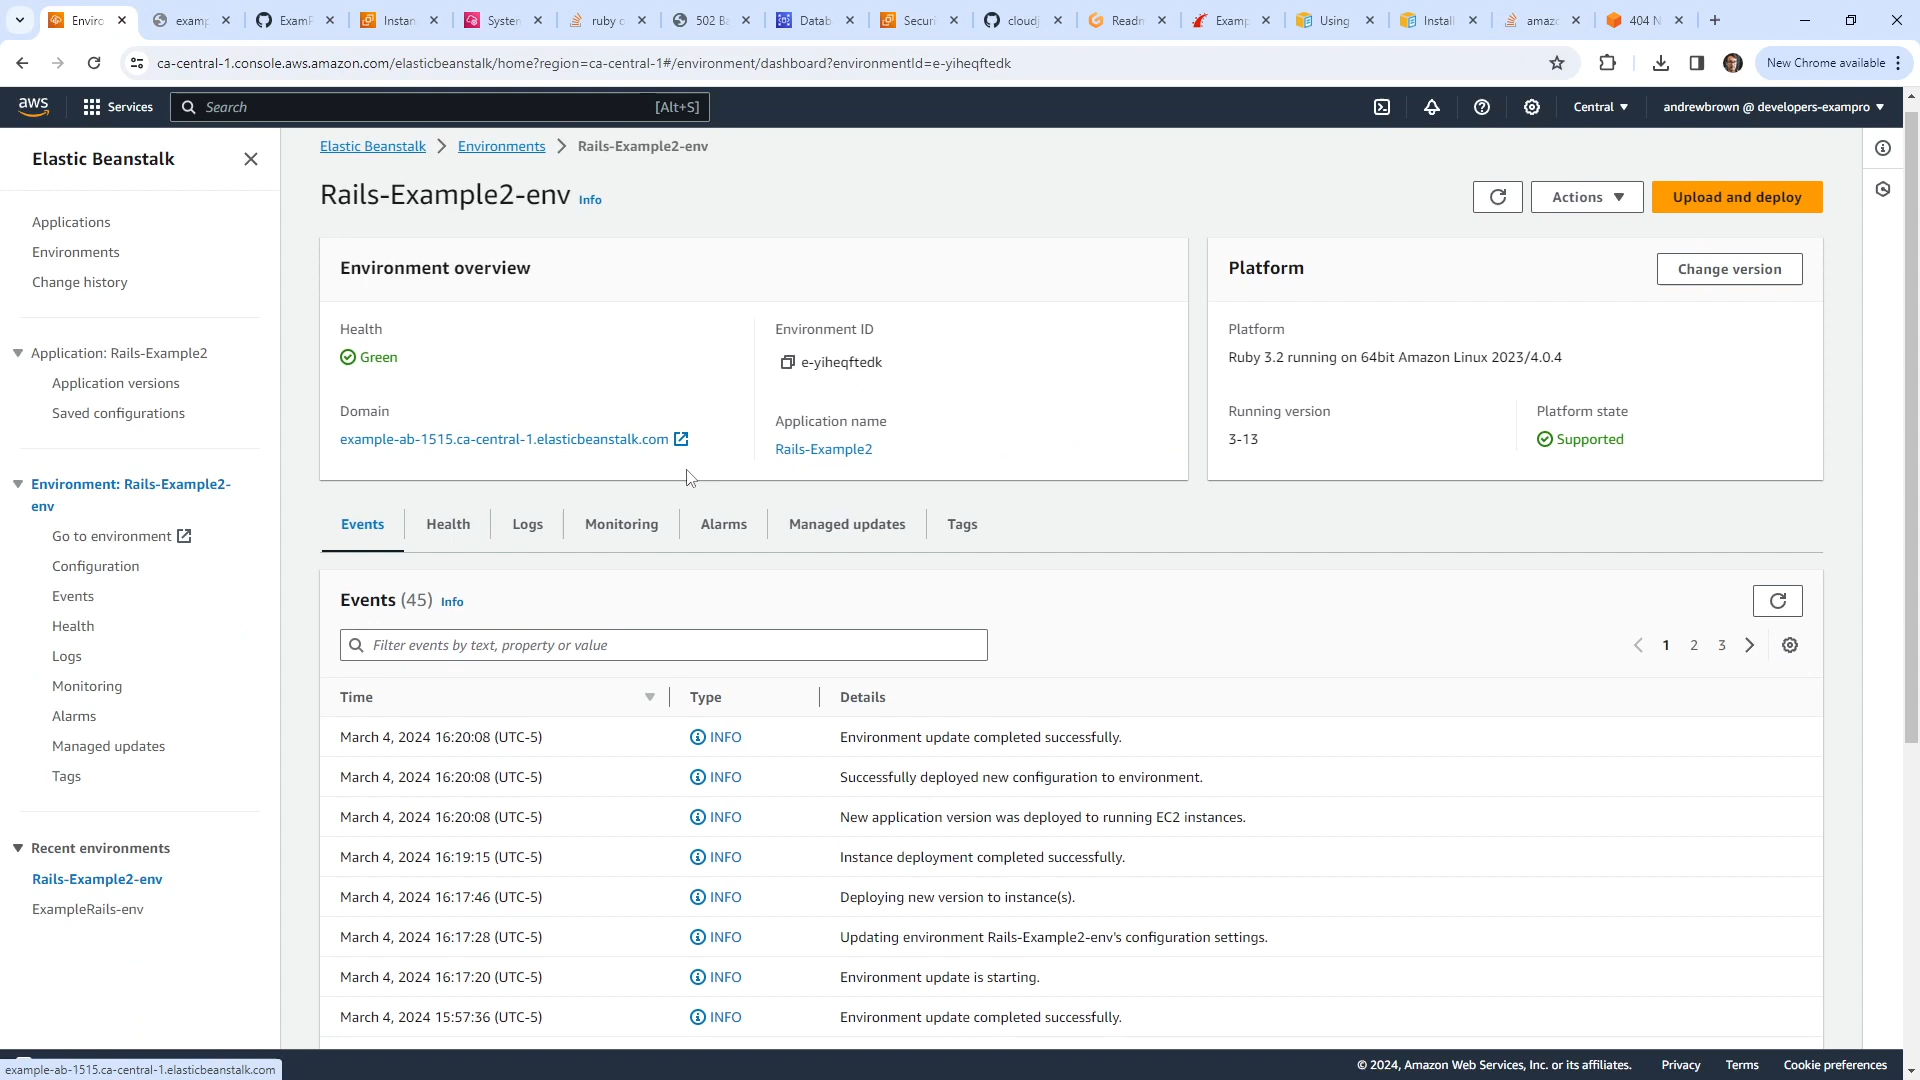 Enviro
examp
ExamP
Instan
System
ruby o
502 Ba
Datab
Securi
cloudj
Readm
Examp
Using
Install
amazo
404 N
ca-central-1.console.aws.amazon.com/elasticbeanstalk/home?region=ca-central-1#/environment/dashboard?environmentId=e-yiheqftedk
New Chrome available
aws
Services
Search
[Alt+S]
Central
andrewbrown @ developers-exampro
Elastic Beanstalk
Applications
Environments
Change history
Application: Rails-Example2
Application versions
Saved configurations
Environment: Rails-Example2-
env
Go to environment
Configuration
Events
Health
Logs
Monitoring
Alarms
Managed updates
Tags
Recent environments
Rails-Example2-env
ExampleRails-env
Elastic Beanstalk > Environments > Rails-Example2-env
Rails-Example2-env Info
Actions
Upload and deploy
Environment overview
Health
Green
Domain
example-ab-1515.ca-central-1.elasticbeanstalk.com
Environment ID
e-yiheqftedk
Application name
Rails-Example2
Platform
Change version
Platform
Ruby 3.2 running on 64bit Amazon Linux 2023/4.0.4
Running version
3-13
Platform state
Supported
Events
Health
Logs
Monitoring
Alarms
Managed updates
Tags
Events (45) Info
Filter events by text, property or value
1 2 3
Time Type Details
March 4, 2024 16:20:08 (UTC-5) INFO Environment update completed successfully.
March 4, 2024 16:20:08 (UTC-5) INFO Successfully deployed new configuration to environment.
March 4, 2024 16:20:08 (UTC-5) INFO New application version was deployed to running EC2 instances.
March 4, 2024 16:19:15 (UTC-5) INFO Instance deployment completed successfully.
March 4, 2024 16:17:46 (UTC-5) INFO Deploying new version to instance(s).
March 4, 2024 16:17:28 (UTC-5) INFO Updating environment Rails-Example2-env's configuration settings.
March 4, 2024 16:17:20 (UTC-5) INFO Environment update is starting.
March 4, 2024 15:57:36 (UTC-5) INFO Environment update completed successfully.
© 2024, Amazon Web Services, Inc. or its affiliates.
Privacy
Terms
Cookie preferences
example-ab-1515.ca-central-1.elasticbeanstalk.com